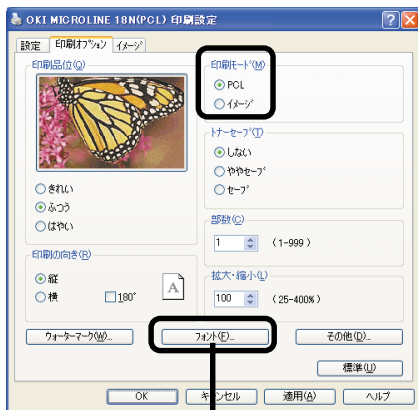 OKI MICROLINE 18N(PCL) 印刷設定
設定 印刷オプション イメージ
印刷品位(Q)
きれい
ふつう
はやい
印刷の向き(R)
縦
横 180°
A
印刷モード(M)
PCL
イメージ
トナーセーブ(T)
しない
ややセーブ
セーブ
部数(C)
1 (1-999)
拡大・縮小(L)
100 (25-400%)
ウォーターマーク(W)... フォント(F)... その他(D)...
標準(U)
OK キャンセル 適用(A) ヘルプ